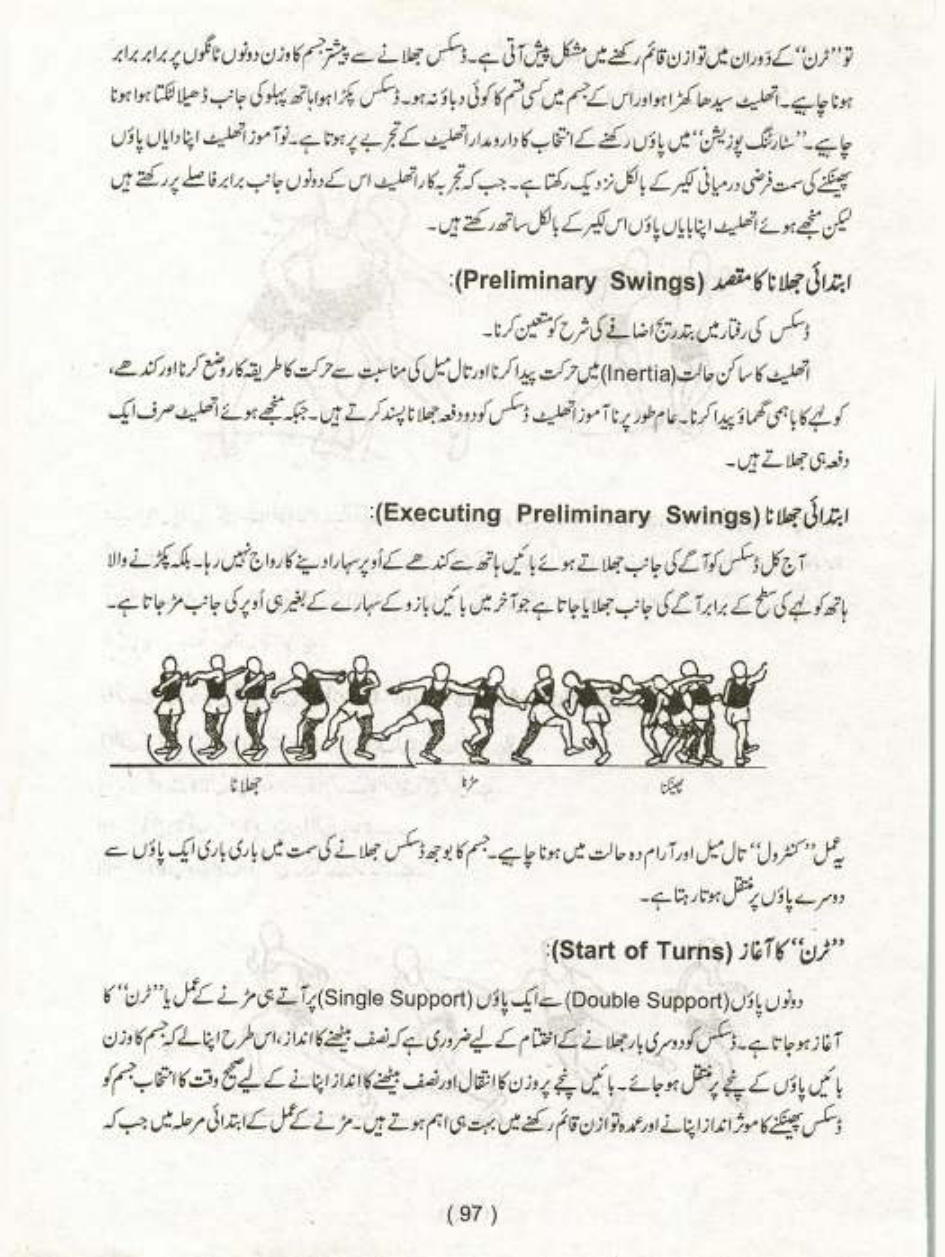 تو ”ٹرن“ کے دَوران میں توازن قائم رکھنے میں مشکل پیش آتی ہے۔ ڈسکس جھلانے سے پیشتر جسم کا وزن دونوں ٹانگوں پر برابر برابر
ہونا چاہیے۔ اتھلیٹ سیدھا کھڑا ہو اور اس کے جسم میں کسی قسم کا کوئی دباؤ نہ ہو۔ ڈسکس پکڑا ہوا ہاتھ پہلو کی جانب ڈھیلا لٹکتا ہوا ہونا
چاہیے۔ ”سٹارٹنگ پوزیشن“ میں پاؤں رکھنے کے انتخاب کا دارومدار اتھلیٹ کے تجربے پر ہوتا ہے۔ نوآموز اتھلیٹ اپنا دایاں پاؤں
پھینکنے کی سمت فرضی درمیانی لکیر کے بالکل نزدیک رکھتا ہے۔ جب کہ تجربہ کار اتھلیٹ اس کے دونوں جانب برابر فاصلے پر رکھتے ہیں
لیکن منجھے ہوئے اتھلیٹ اپنا بایاں پاؤں اس لکیر کے بالکل ساتھ رکھتے ہیں۔
ابتدائی جھلانا کا مقصد (Preliminary Swings):
ڈسکس کی رفتار میں بتدریج اضافے کی شرح کو متعین کرنا۔
اتھلیٹ کا ساکن حالت (Inertia) میں حرکت پیدا کرنا اور تال میل کی مناسبت سے حرکت کا طریقہ کار وضع کرنا اور کندھے،
کولہے کا باہمی گھماؤ پیدا کرنا۔ عام طور پر نا آموز اتھلیٹ ڈسکس کو دو دفعہ جھلانا پسند کرتے ہیں۔ جبکہ منجھے ہوئے اتھلیٹ صرف ایک
دفعہ ہی جھلاتے ہیں۔
ابتدائی جھلانا (Executing Preliminary Swings):
آج کل ڈسکس کو آگے کی جانب جھلاتے ہوئے بائیں ہاتھ سے کندھے کے اُوپر سہارا دینے کا رواج نہیں رہا۔ بلکہ پکڑنے والا
ہاتھ کولہے کی سطح کے برابر آگے کی جانب جھلایا جاتا ہے جو آخر میں بائیں بازو کے سہارے کے بغیر ہی اُوپر کی جانب مڑ جاتا ہے۔
پھینکنا مڑنا جھلانا
یہ عمل ”کنٹرول“ تال میل اور آرام دہ حالت میں ہونا چاہیے۔ جسم کا بوجھ ڈسکس جھلانے کی سمت میں باری باری ایک پاؤں سے
دوسرے پاؤں پر منتقل ہوتا رہتا ہے۔
”ٹرن“ کا آغاز (Start of Turns):
دونوں پاؤں (Double Support) سے ایک پاؤں (Single Support) پر آتے ہی مڑنے کے عمل یا ”ٹرن“ کا
آغاز ہو جاتا ہے۔ ڈسکس کو دوسری بار جھلانے کے اختتام کے لیے ضروری ہے کہ نصف بیٹھنے کا انداز، اس طرح اپنا لے کہ جسم کا وزن
بائیں پاؤں کے پنجے پر منتقل ہو جائے۔ بائیں پنجے پر وزن کا انتقال اور نصف بیٹھنے کا انداز اپنانے کے لیے صحیح وقت کا انتخاب جسم کو
ڈسکس پھینکنے کا موثر انداز اپنانے اور عمدہ توازن قائم رکھنے میں بہت ہی اہم ہوتے ہیں۔ مڑنے کے عمل کے ابتدائی مرحلہ میں جب کہ
( 97 )